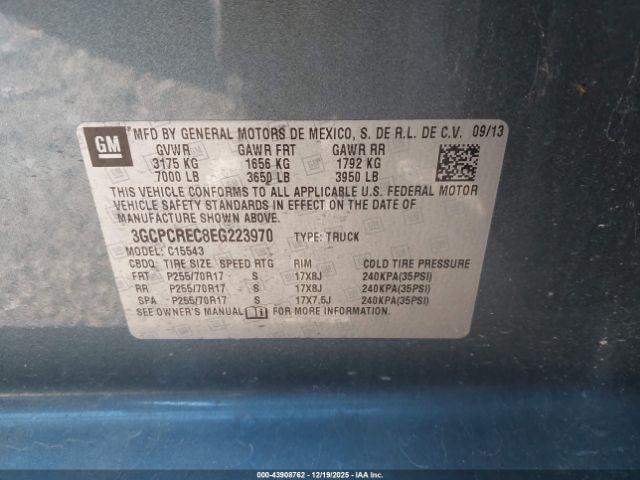 GM
MFD BY GENERAL MOTORS DE MEXICO, S. DE R.L. DE C.V. 09/13
GVWR GAWR FRT GAWR RR
3175 KG 1656 KG 1792 KG
7000 LB 3650 LB 3950 LB
THIS VEHICLE CONFORMS TO ALL APPLICABLE U.S. FEDERAL MOTOR
VEHICLE SAFETY STANDARDS IN EFFECT ON THE DATE OF
MANUFACTURE SHOWN ABOVE.
3GCPCREC8EG223970 TYPE: TRUCK
MODEL: C15543
CBDQ TIRE SIZE SPEED RTG RIM COLD TIRE PRESSURE
FRT P255/70R17 S 17X8J 240KPA(35PSI)
RR P255/70R17 S 17X8J 240KPA(35PSI)
SPA P255/70R17 S 17X7.5J 240KPA(35PSI)
SEE OWNER'S MANUAL FOR MORE INFORMATION.
000-43908762 - 12/19/2025 - IAA, Inc.